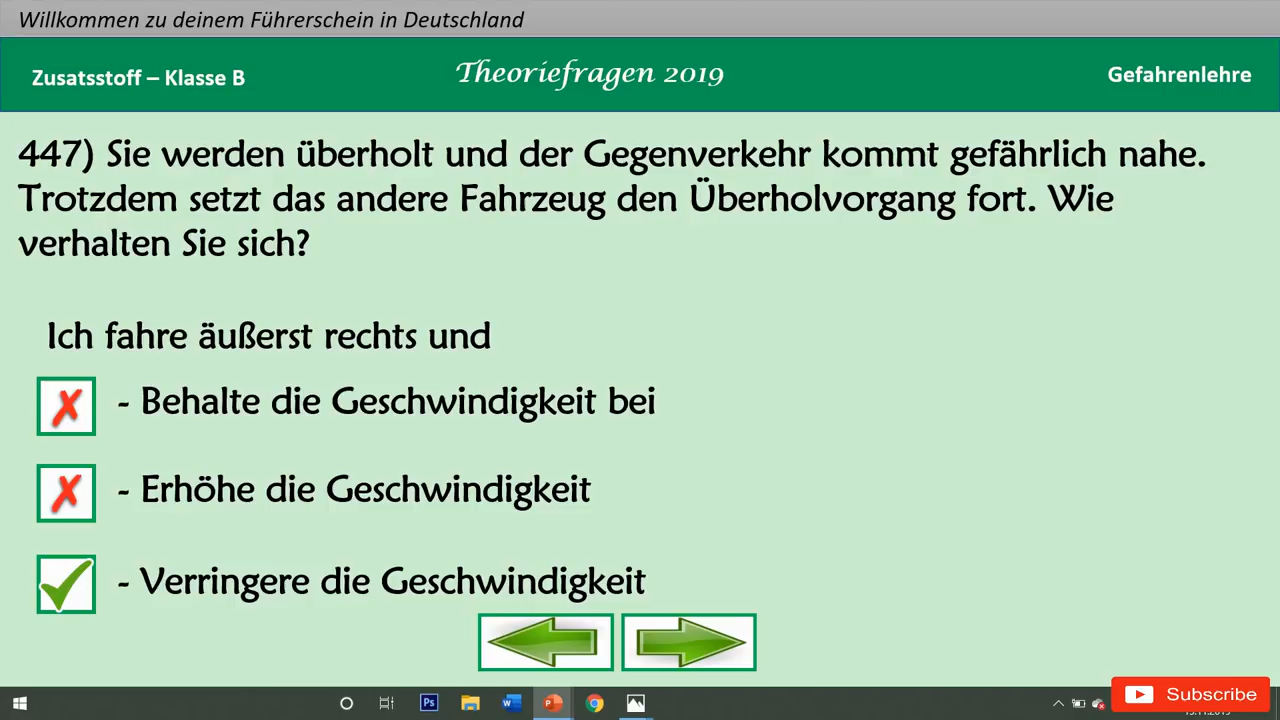 Willkommen zu deinem Führerschein in Deutschland
Zusatsstoff – Klasse B
Theoriefragen 2019
Gefahrenlehre
447) Sie werden überholt und der Gegenverkehr kommt gefährlich nahe.
Trotzdem setzt das andere Fahrzeug den Überholvorgang fort. Wie
verhalten Sie sich?
Ich fahre äußerst rechts und
- Behalte die Geschwindigkeit bei
- Erhöhe die Geschwindigkeit
- Verringere die Geschwindigkeit
Ps
W
P
Subscribe